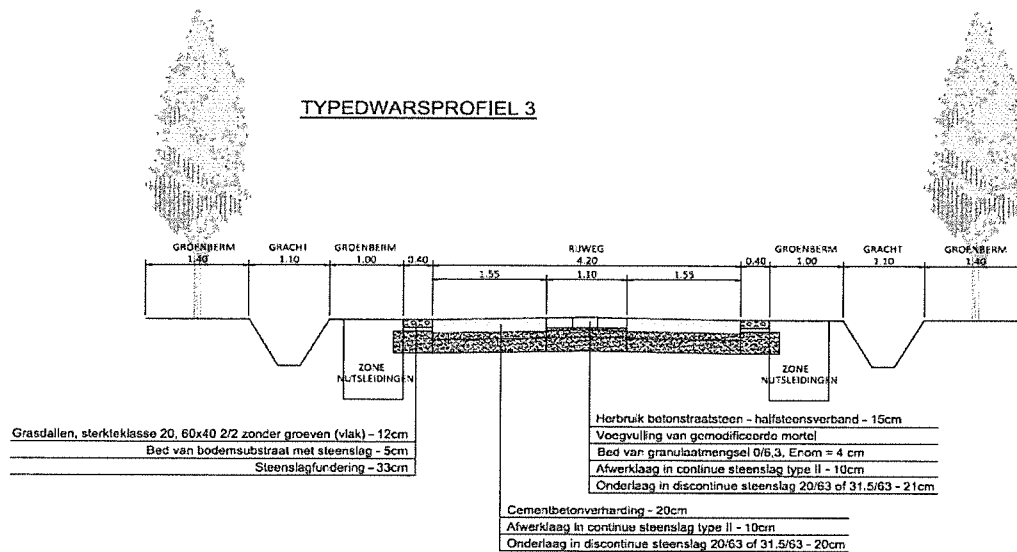 TYPEDWARSPROFIEL 3
GROENBERM GRACHT GROENBERM RIJWEG GROENBERM GRACHT GROENBERM
1.40 1.10 1.00 0.40 4.20 0.40 1.00 1.10 1.40
1.55 1.10 1.55
ZONE
NUTSLEIDINGEN
ZONE
NUTSLEIDINGEN
Grasdallen, sterkteklasse 20, 60x40 2/2 zonder groeven (vlak) - 12cm
Bed van bodemsubstraat met steenslag - 5cm
Steenslagfundering - 33cm
Herbruik betonstraatsteen - halfsteensverband - 15cm
Voegvulling van gemodificeerde mortel
Bed van granulaatmengsel 0/6,3, Enom = 4 cm
Afwerklaag in continue steenslag type II - 10cm
Onderlaag in discontinue steenslag 20/63 of 31.5/63 - 21cm
Cementbetonverharding - 20cm
Afwerklaag in continue steenslag type II - 10cm
Onderlaag in discontinue steenslag 20/63 of 31.5/63 - 20cm